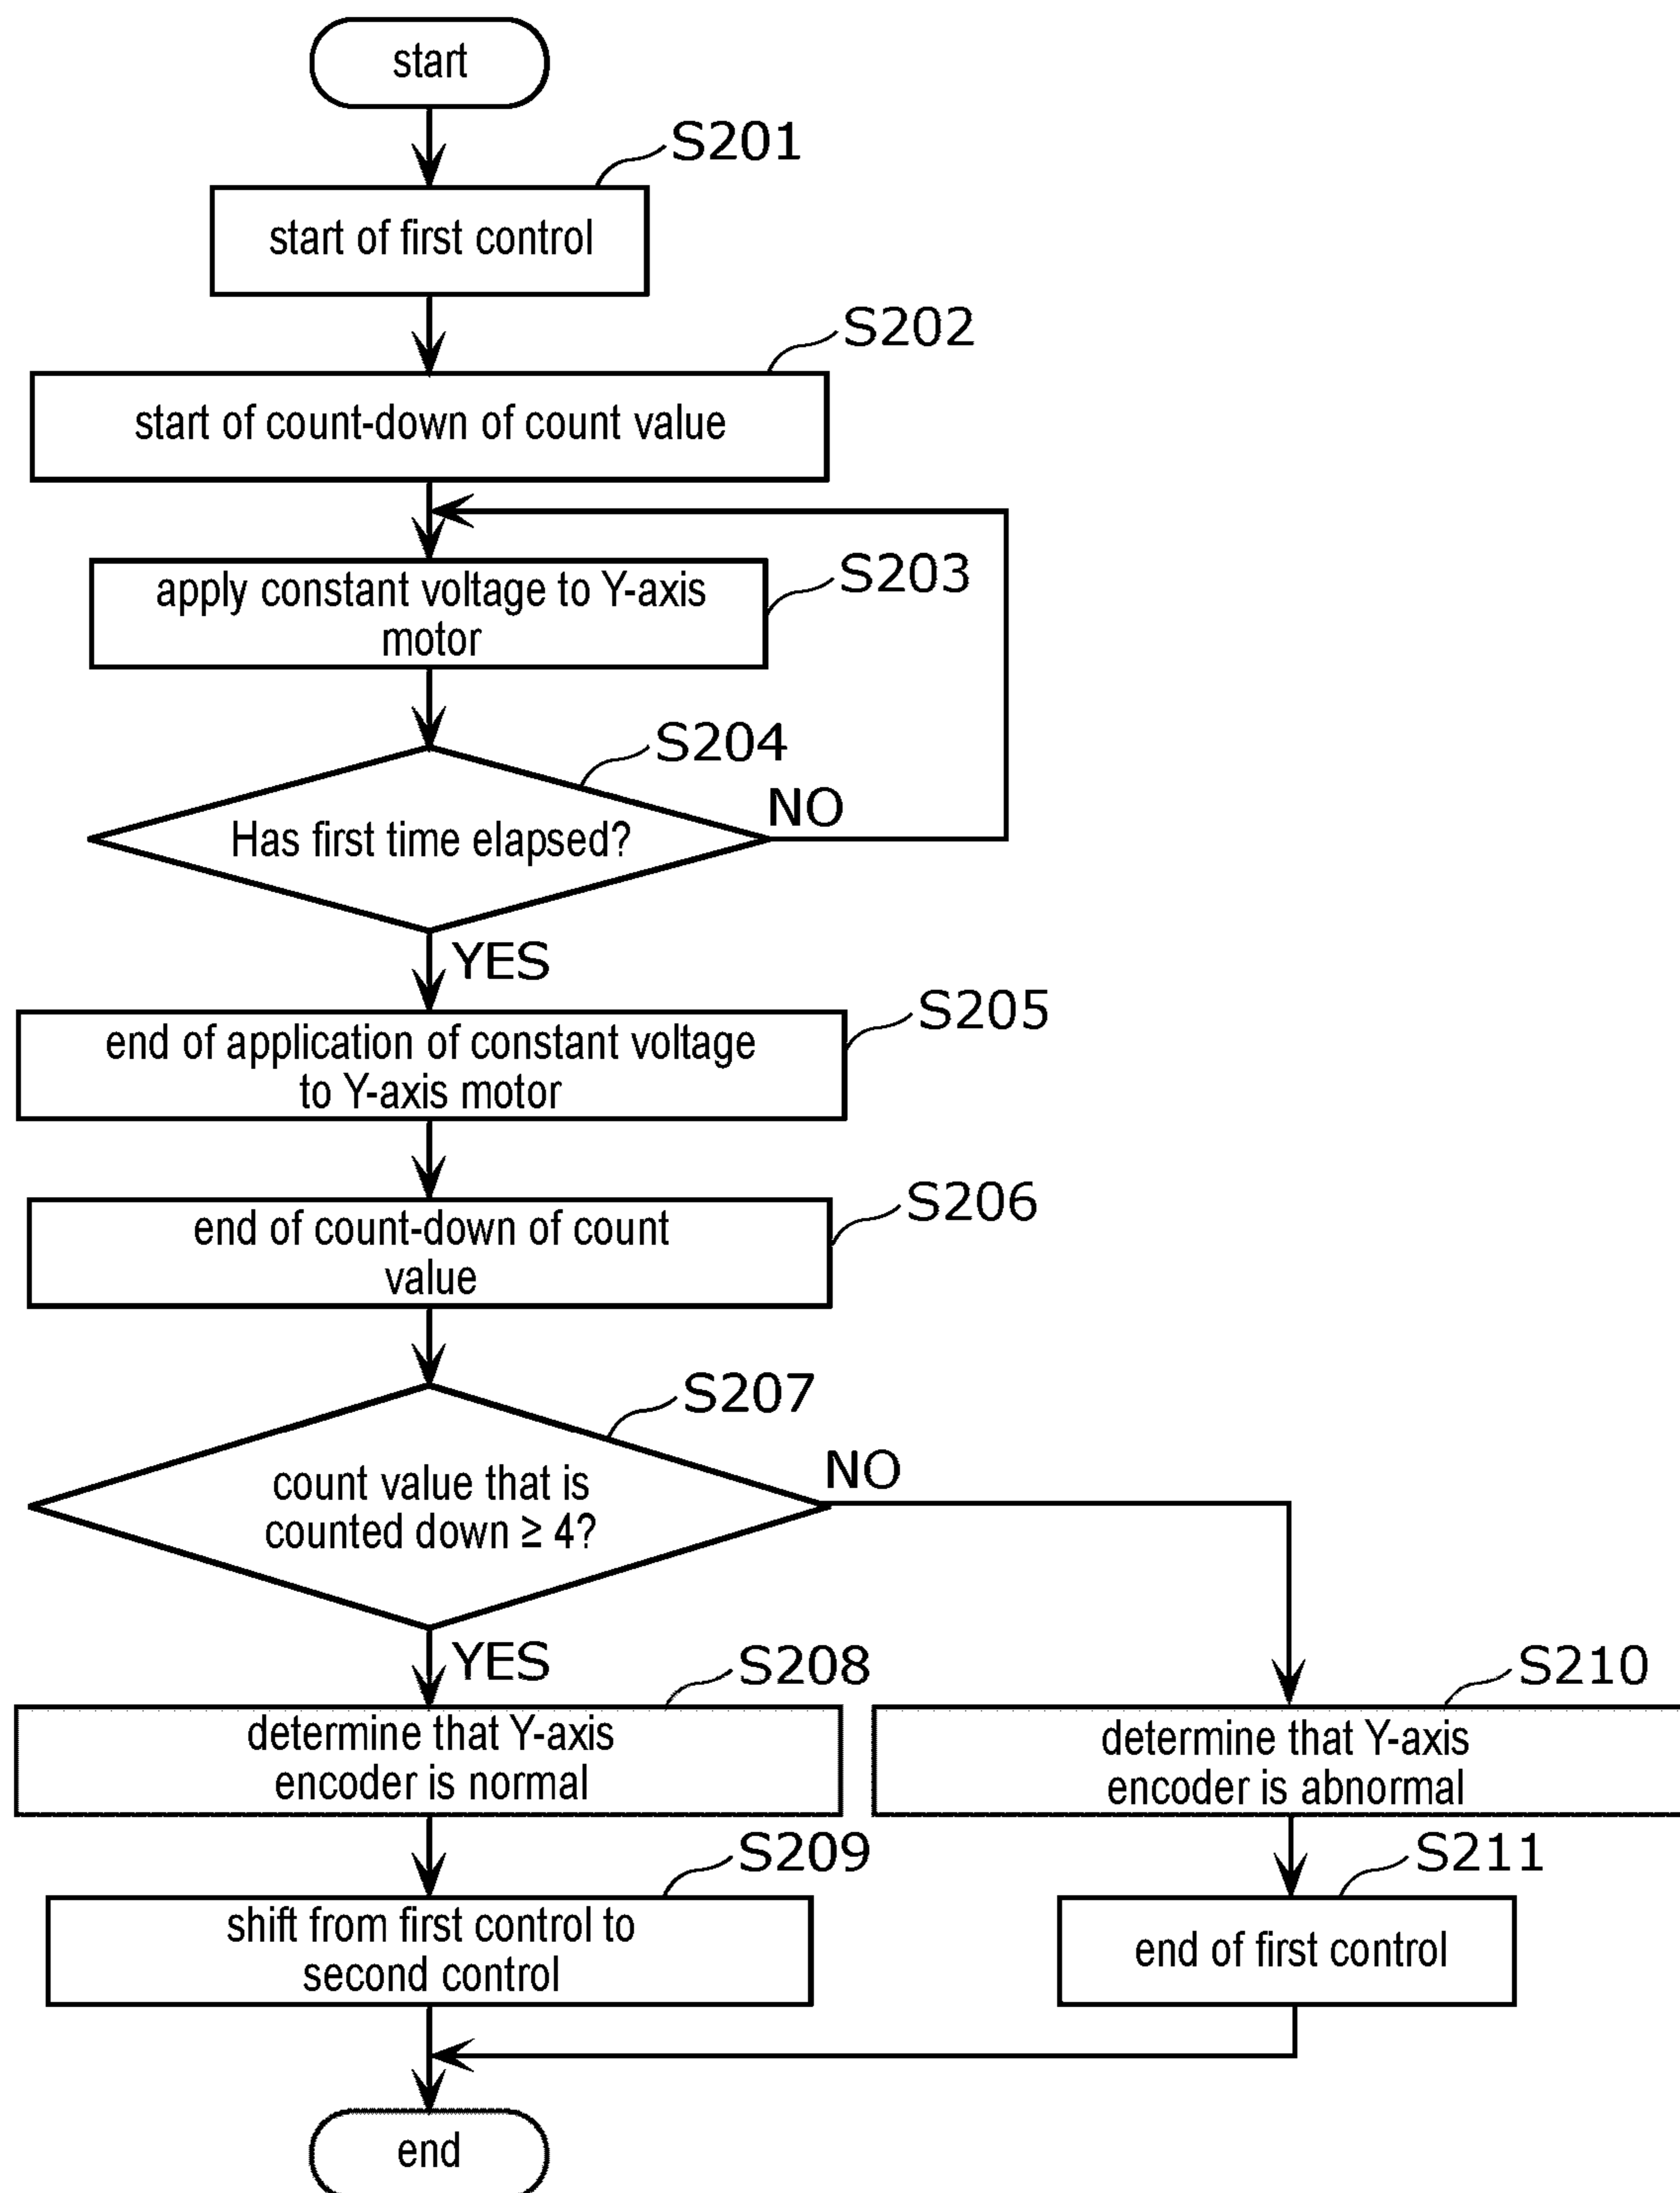 start
S201
start of first control
S202
start of count-down of count value
S203
apply constant voltage to Y-axis
motor
S204
Has first time elapsed?
NO
YES
S205
end of application of constant voltage
to Y-axis motor
S206
end of count-down of count
value
S207
count value that is
counted down ≥ 4?
NO
YES
S208
determine that Y-axis
encoder is normal
S210
determine that Y-axis
encoder is abnormal
S209
shift from first control to
second control
S211
end of first control
end